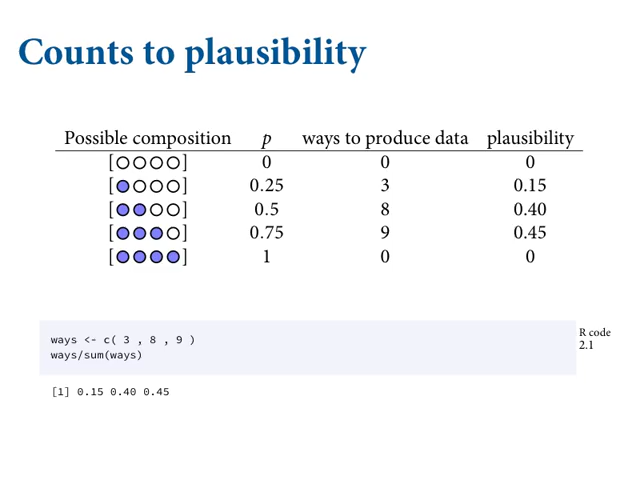 Counts to plausibility
Possible composition p ways to produce data plausibility
[○○○○] 0 0 0
[●○○○] 0.25 3 0.15
[●●○○] 0.5 8 0.40
[●●●○] 0.75 9 0.45
[●●●●] 1 0 0
R code
2.1
ways <- c( 3 , 8 , 9 )
ways/sum(ways)
[1] 0.15 0.40 0.45